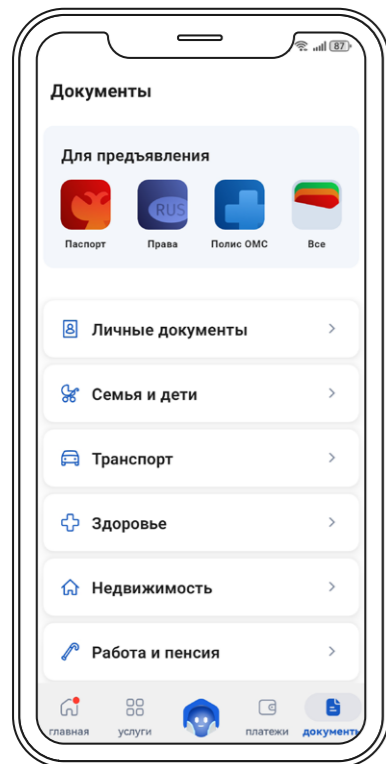 87
Документы
Для предъявления
RUS
Паспорт Права Полис ОМС Все
Личные документы
Семья и дети
Транспорт
Здоровье
Недвижимость
Работа и пенсия
главная услуги платежи документы